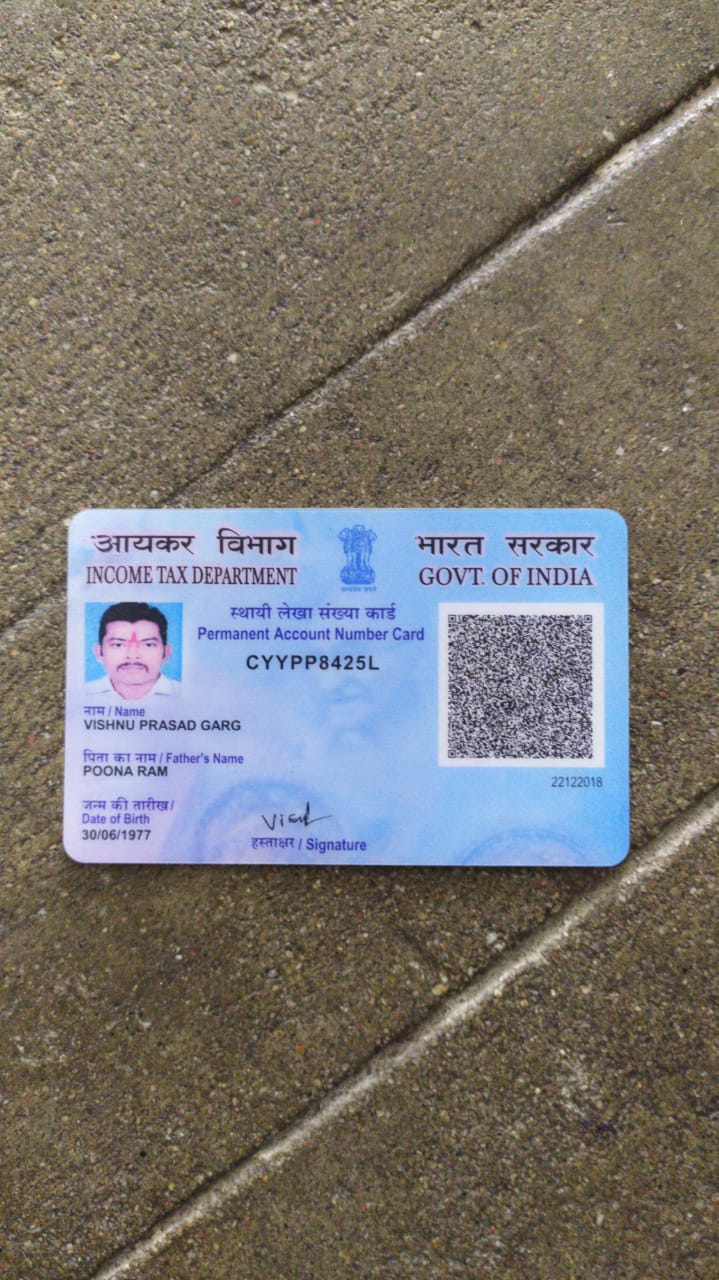 आयकर विभाग
INCOME TAX DEPARTMENT
भारत सरकार
GOVT. OF INDIA
स्थायी लेखा संख्या कार्ड
Permanent Account Number Card
CYYPP8425L
नाम / Name
VISHNU PRASAD GARG
पिता का नाम / Father's Name
POONA RAM
22122018
जन्म की तारीख /
Date of Birth
30/06/1977
हस्ताक्षर / Signature